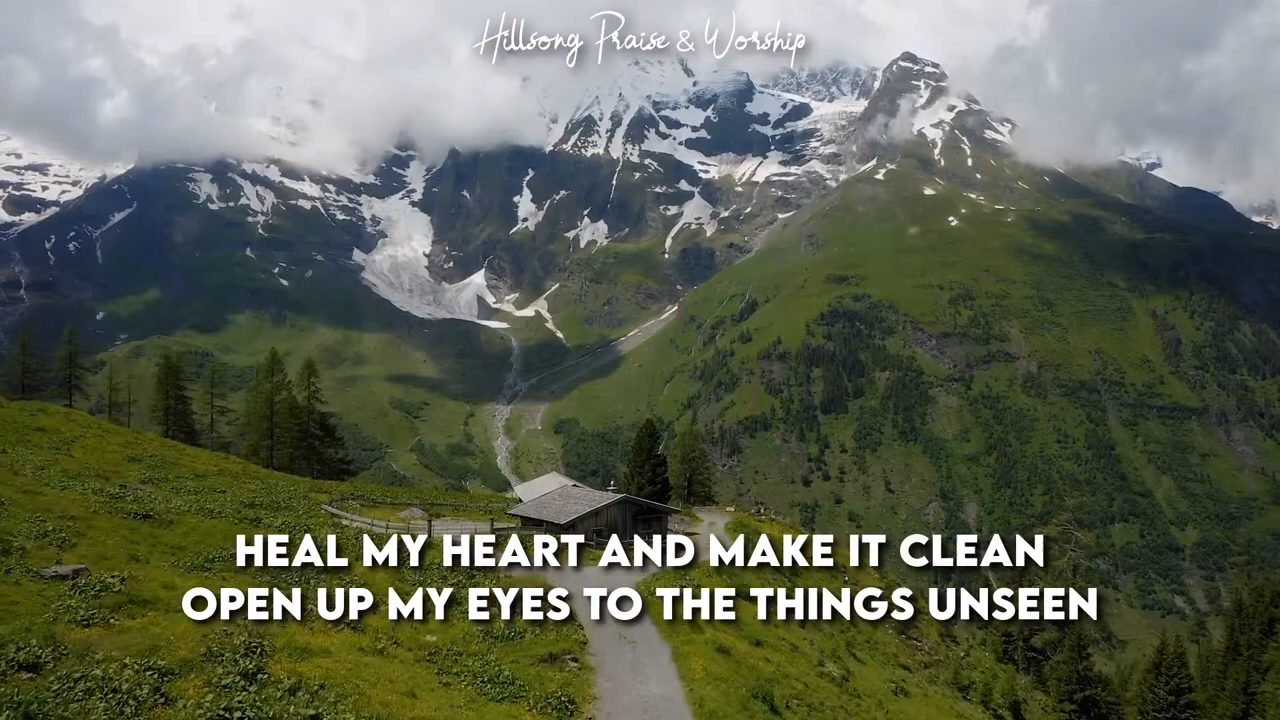 Hillsong Praise & Worship
HEAL MY HEART AND MAKE IT CLEAN
OPEN UP MY EYES TO THE THINGS UNSEEN